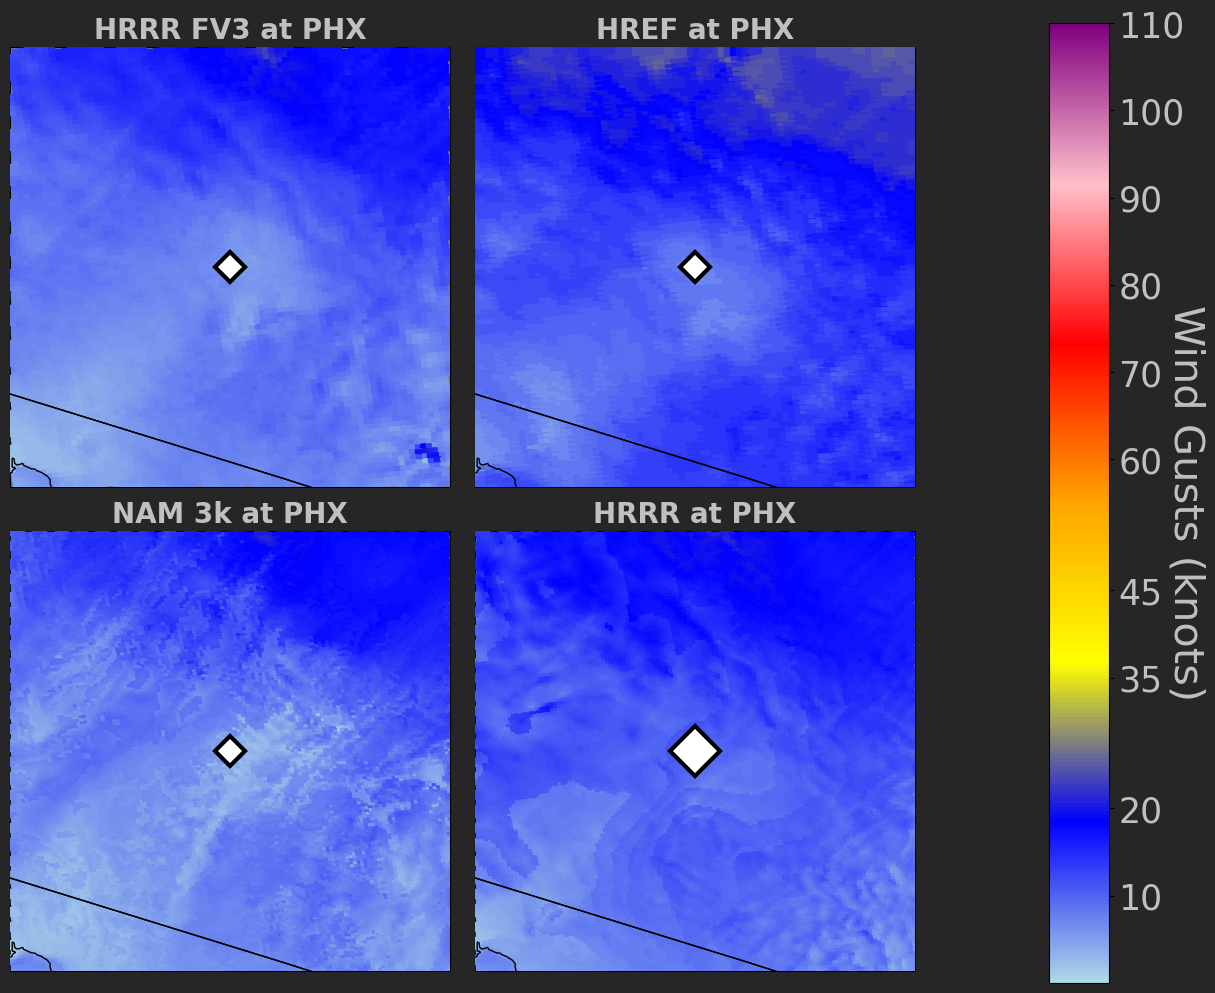 HRRR FV3 at PHX
HREF at PHX
NAM 3k at PHX
HRRR at PHX
110
100
90
80
70
60
45
35
20
10
Wind Gusts (knots)